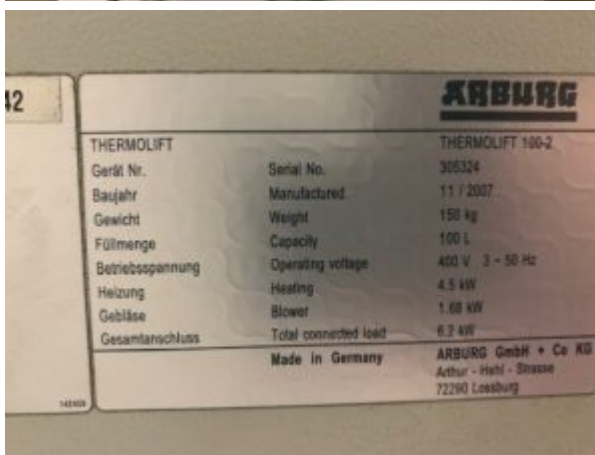 42
ARBURG
THERMOLIFT THERMOLIFT 100-2
Gerät Nr. Serial No. 305324
Baujahr Manufactured 11 / 2007
Gewicht Weight 150 kg
Füllmenge Capacity 100 L
Betriebsspannung Operating voltage 400 V 3 ~ 50 Hz
Heizung Heating 4.5 kW
Gebläse Blower 1.68 kW
Gesamtanschluss Total connected load 6.2 kW
Made in Germany ARBURG GmbH + Co KG
Arthur - Hehl - Strasse
72290 Lossburg